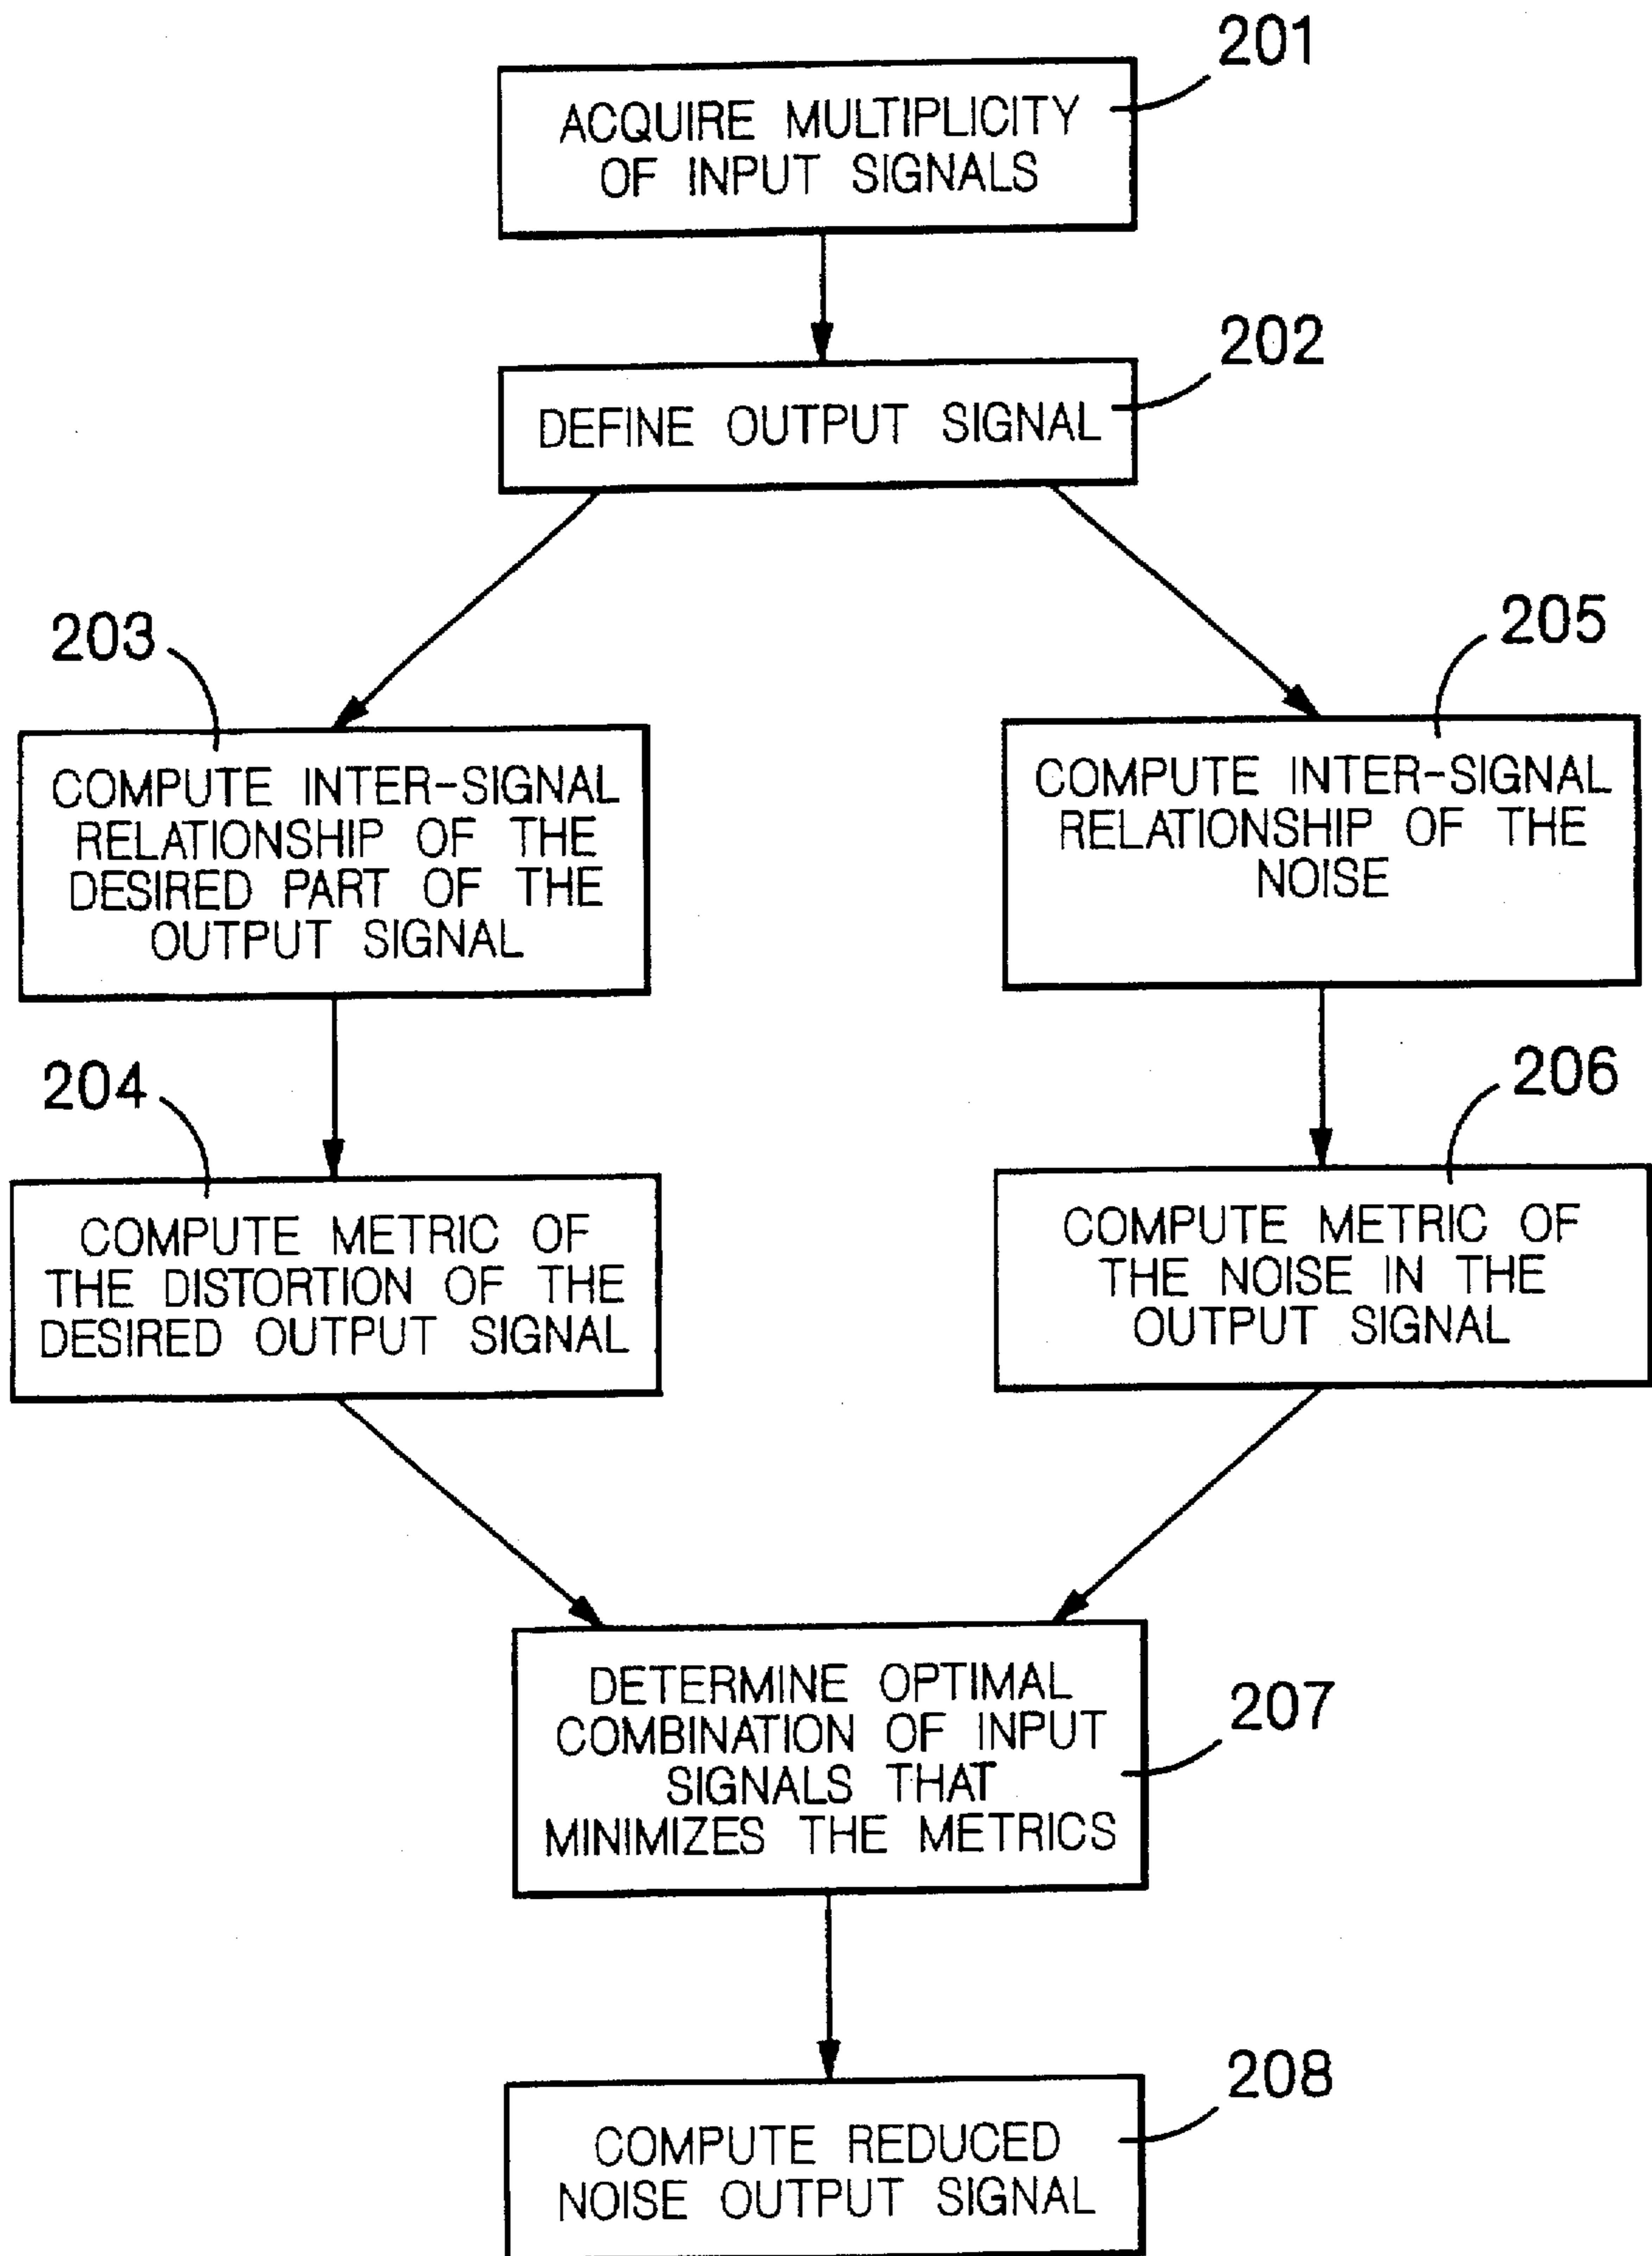 201
ACQUIRE MULTIPLICITY
OF INPUT SIGNALS
202
DEFINE OUTPUT SIGNAL
203
COMPUTE INTER-SIGNAL
RELATIONSHIP OF THE
DESIRED PART OF THE
OUTPUT SIGNAL
205
COMPUTE INTER-SIGNAL
RELATIONSHIP OF THE
NOISE
204
COMPUTE METRIC OF
THE DISTORTION OF THE
DESIRED OUTPUT SIGNAL
206
COMPUTE METRIC OF
THE NOISE IN THE
OUTPUT SIGNAL
207
DETERMINE OPTIMAL
COMBINATION OF INPUT
SIGNALS THAT
MINIMIZES THE METRICS
208
COMPUTE REDUCED
NOISE OUTPUT SIGNAL